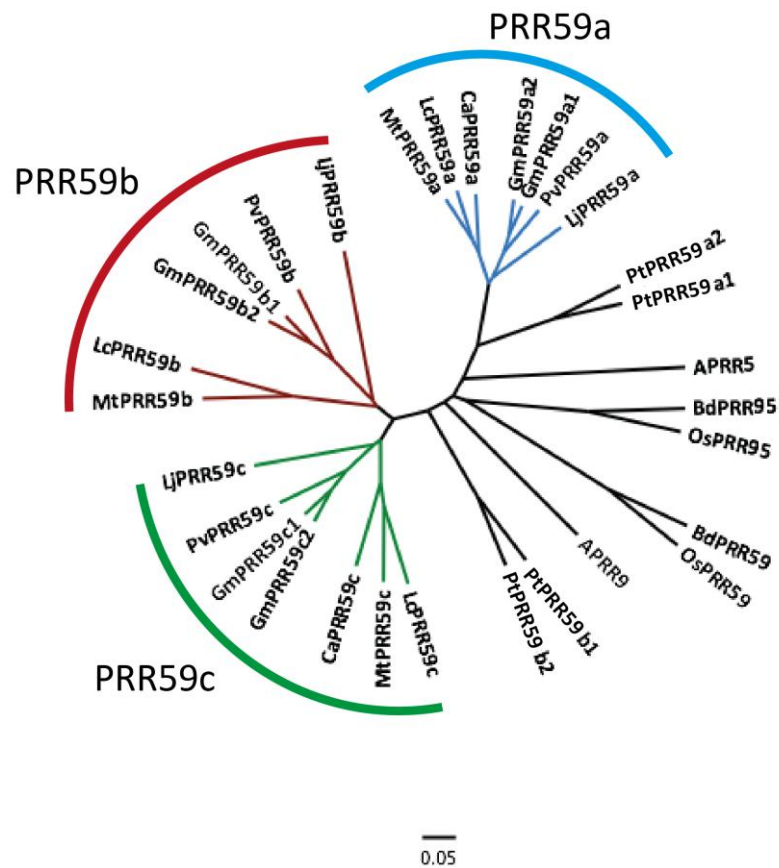 PRR59a
MtPRR59a
LcPRR59a
CaPRR59a
GmPRR59a2
GmPRR59a1
PvPRR59a
LjPRR59a
PRR59b
LjPRR59b
PvPRR59b
GmPRR59b1
GmPRR59b2
LcPRR59b
MtPRR59b
PtPRR59 a2
PtPRR59 a1
APRR5
BdPRR95
OsPRR95
BdPRR59
OsPRR59
APRR9
PtPRR59 b1
PtPRR59 b2
LjPRR59c
PvPRR59c
GmPRR59c1
GmPRR59c2
CaPRR59c
MtPRR59c
LcPRR59c
PRR59c
0.05